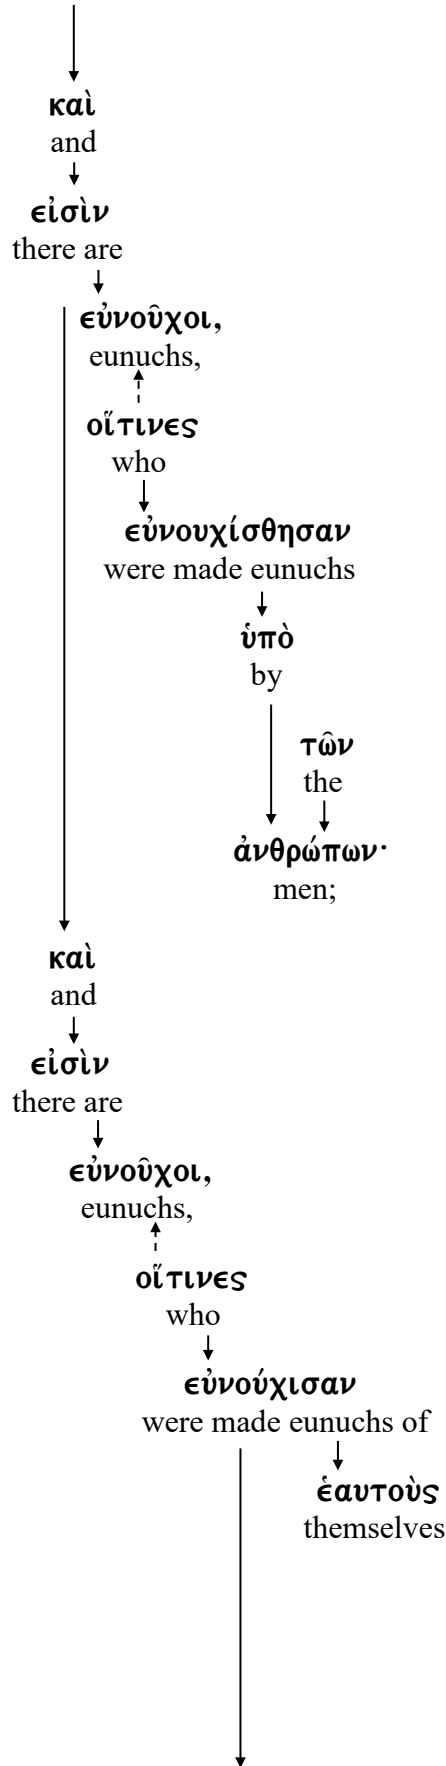 καὶ
and
εἰσὶν
there are
εὐνοῦχοι,
eunuchs,
οἵτινες
who
εὐνουχίσθησαν
were made eunuchs
ὑπὸ
by
τῶν
the
ἀνθρώπων·
men;
καὶ
and
εἰσὶν
there are
εὐνοῦχοι,
eunuchs,
οἵτινες
who
εὐνούχισαν
were made eunuchs of
ἑαυτοὺς
themselves